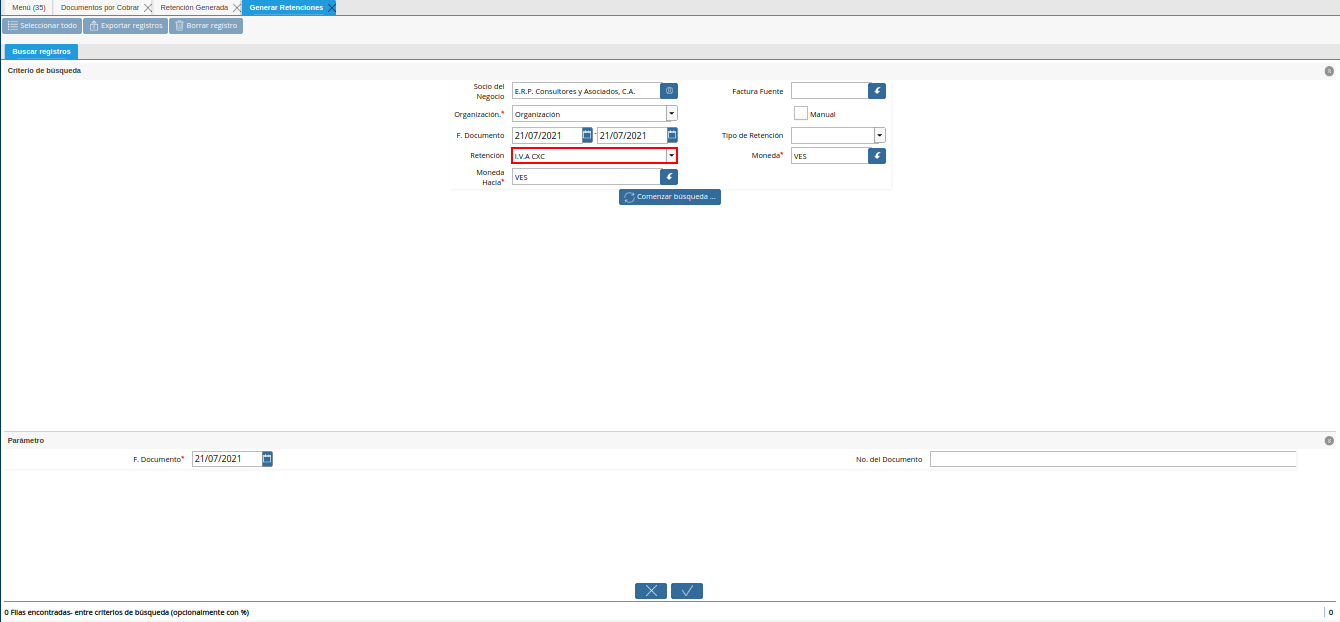 Menú (35) Documentos por Cobrar Retención Generada Generar Retenciones
Seleccionar todo Exportar registros Borrar registro
Buscar registros
Criterio de búsqueda
Socio del Negocio E.R.P. Consultores y Asociados, C.A. Factura Fuente
Organización.* Organización Manual
F. Documento 21/07/2021 - 21/07/2021 Tipo de Retención
Retención I.V.A CXC Moneda* VES
Moneda Hacia* VES
Comenzar búsqueda ...
Parámetro
F. Documento* 21/07/2021 No. del Documento
0 Filas encontradas- entre criterios de búsqueda (opcionalmente con %) 0